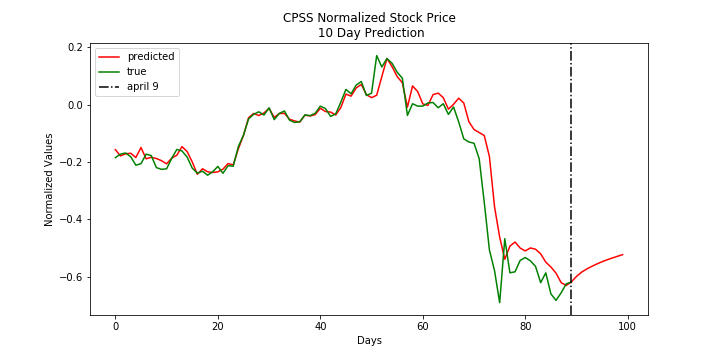 CPSS Normalized Stock Price
10 Day Prediction
predicted
true
april 9
Normalized Values
0.2
0.0
−0.2
−0.4
−0.6
0
20
40
60
80
100
Days